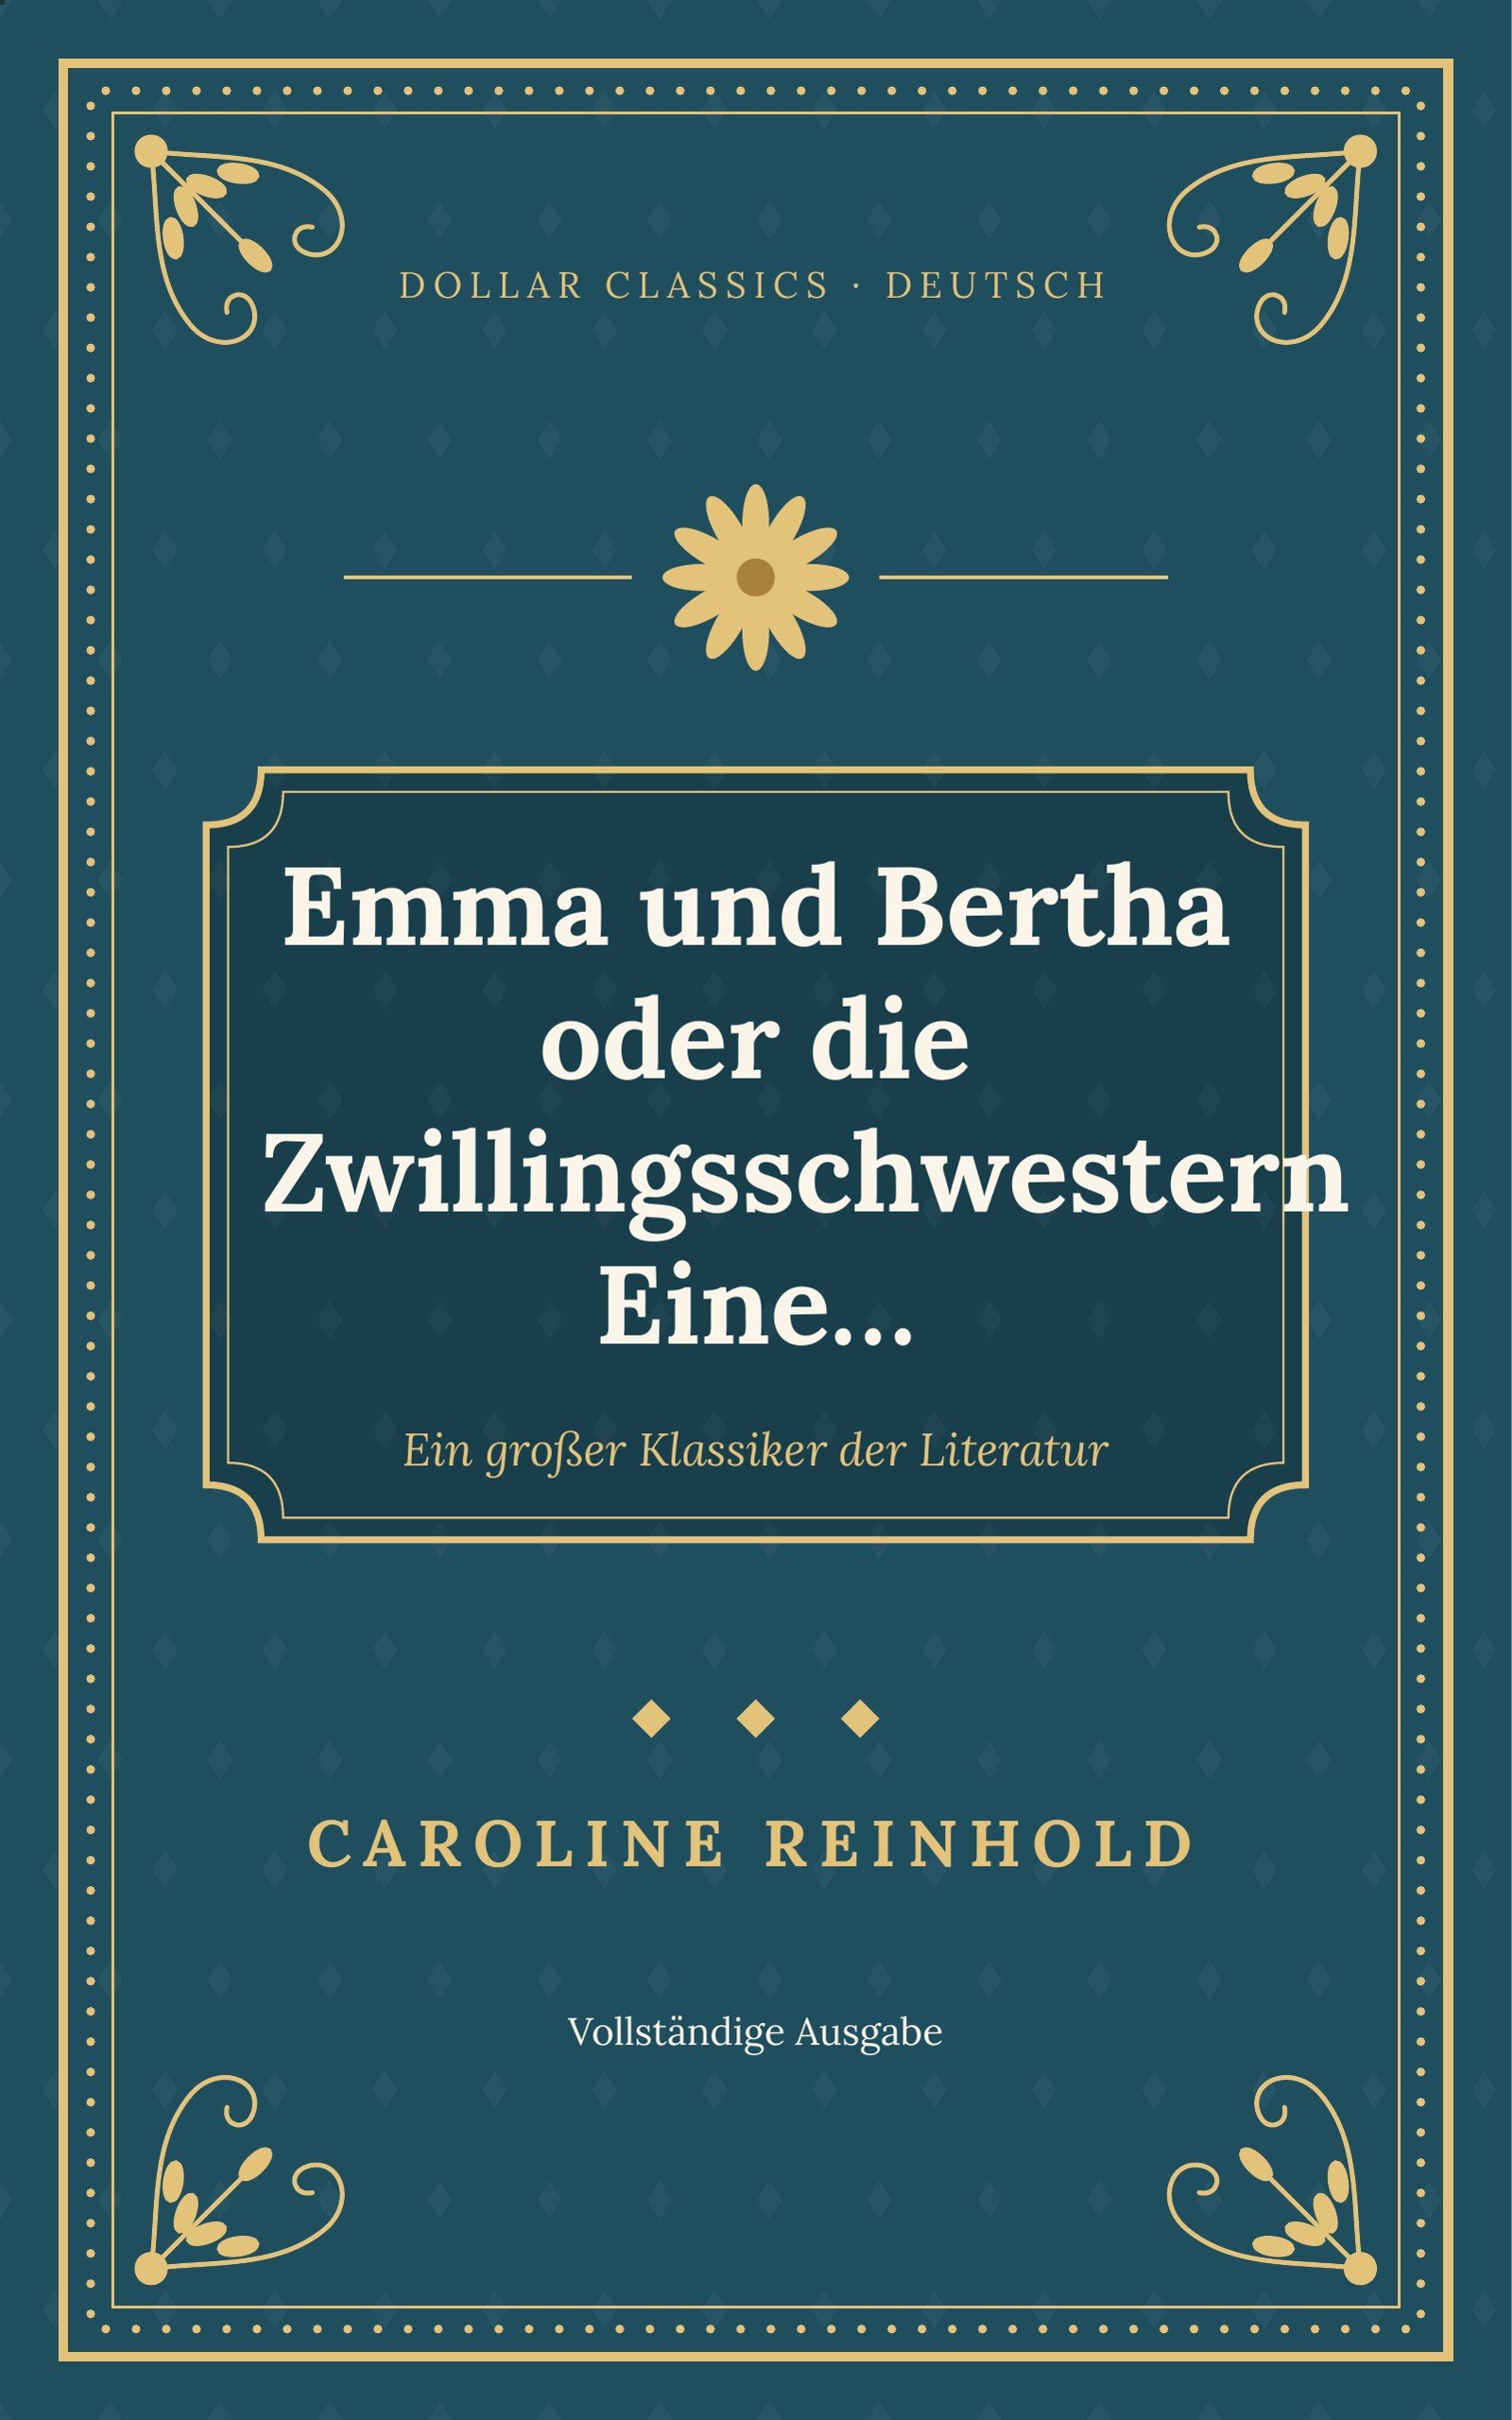 DOLLAR CLASSICS · DEUTSCH
Emma und Bertha
oder die
Zwillingsschwestern
Eine...
Ein großer Klassiker der Literatur
CAROLINE REINHOLD
Vollständige Ausgabe